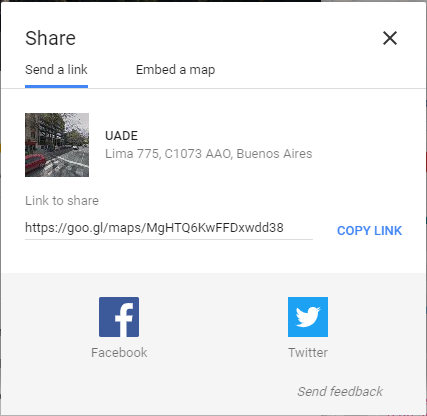 Share
Send a link
Embed a map
UADE
Lima 775, C1073 AAO, Buenos Aires
Link to share
https://goo.gl/maps/MgHTQ6KwFFDxwdd38
COPY LINK
Facebook
Twitter
Send feedback